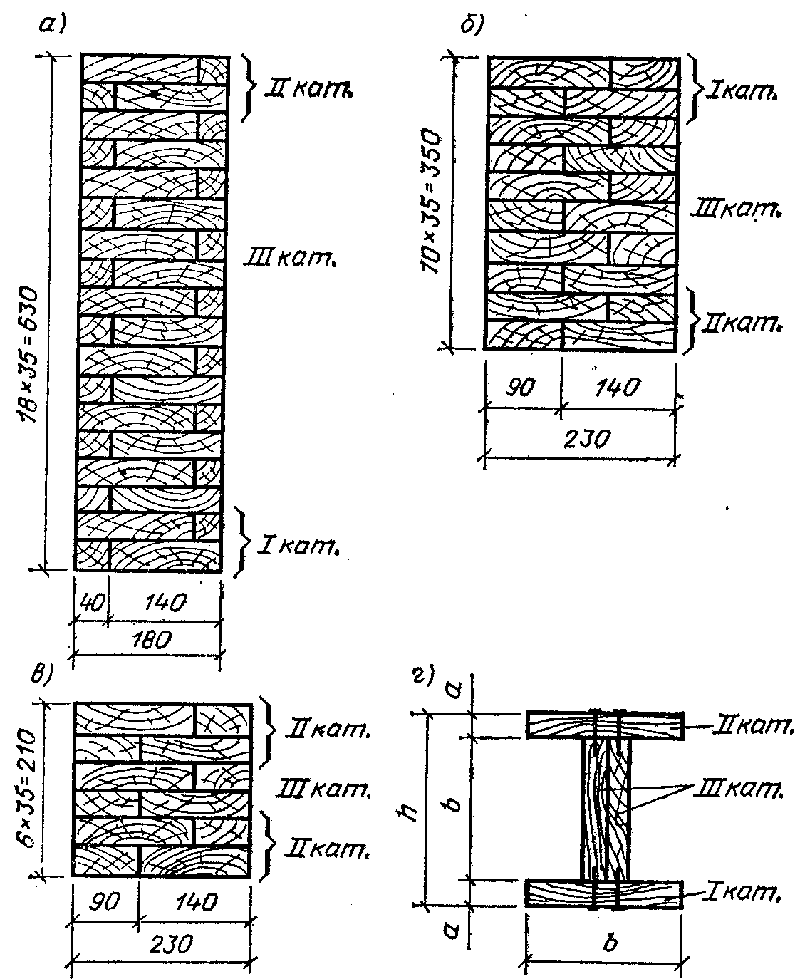 а)
II кат.
III кат.
I кат.
18×35=630
40
140
180
б)
I кат.
III кат.
II кат.
10×35=350
90
140
230
в)
II кат.
III кат.
II кат.
6×35=210
90
140
230
г)
a
II кат.
III кат.
h
b
I кат.
a
b